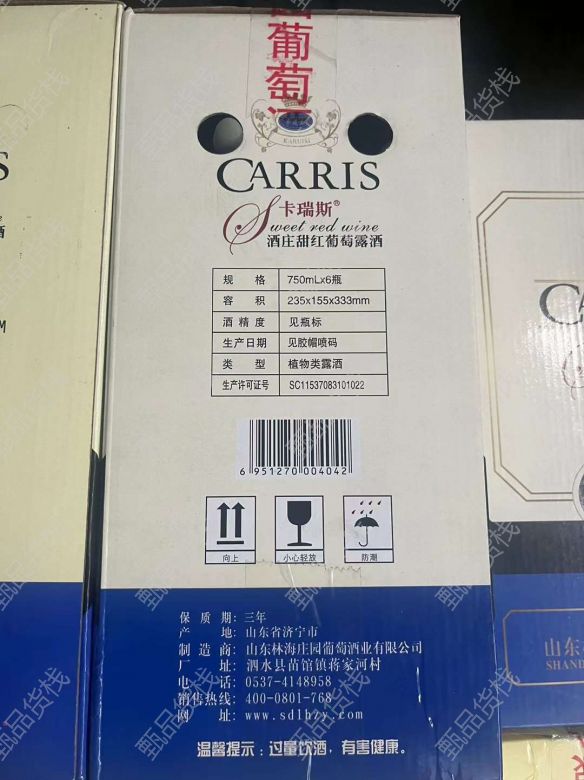 葡萄
KARUISI
CARRIS
卡瑞斯®
Sweet red wine
酒庄甜红葡萄露酒
规 格 750mLx6瓶
容 积 235x155x333mm
酒精度 见瓶标
生产日期 见胶帽喷码
类 型 植物类露酒
生产许可证号 SC11537083101022
6 951270 004042
向上 小心轻放 防潮
保质期: 三年
产 地: 山东省济宁市
制造商: 山东林海庄园葡萄酒业有限公司
厂 址: 泗水县苗馆镇蒋家河村
电 话: 0537-4148958
销售热线: 400-0801-768
网 址: www.sdlhzy.com
温馨提示: 过量饮酒, 有害健康。
S
酒
M
CA
山东
SHAND
甄品货栈